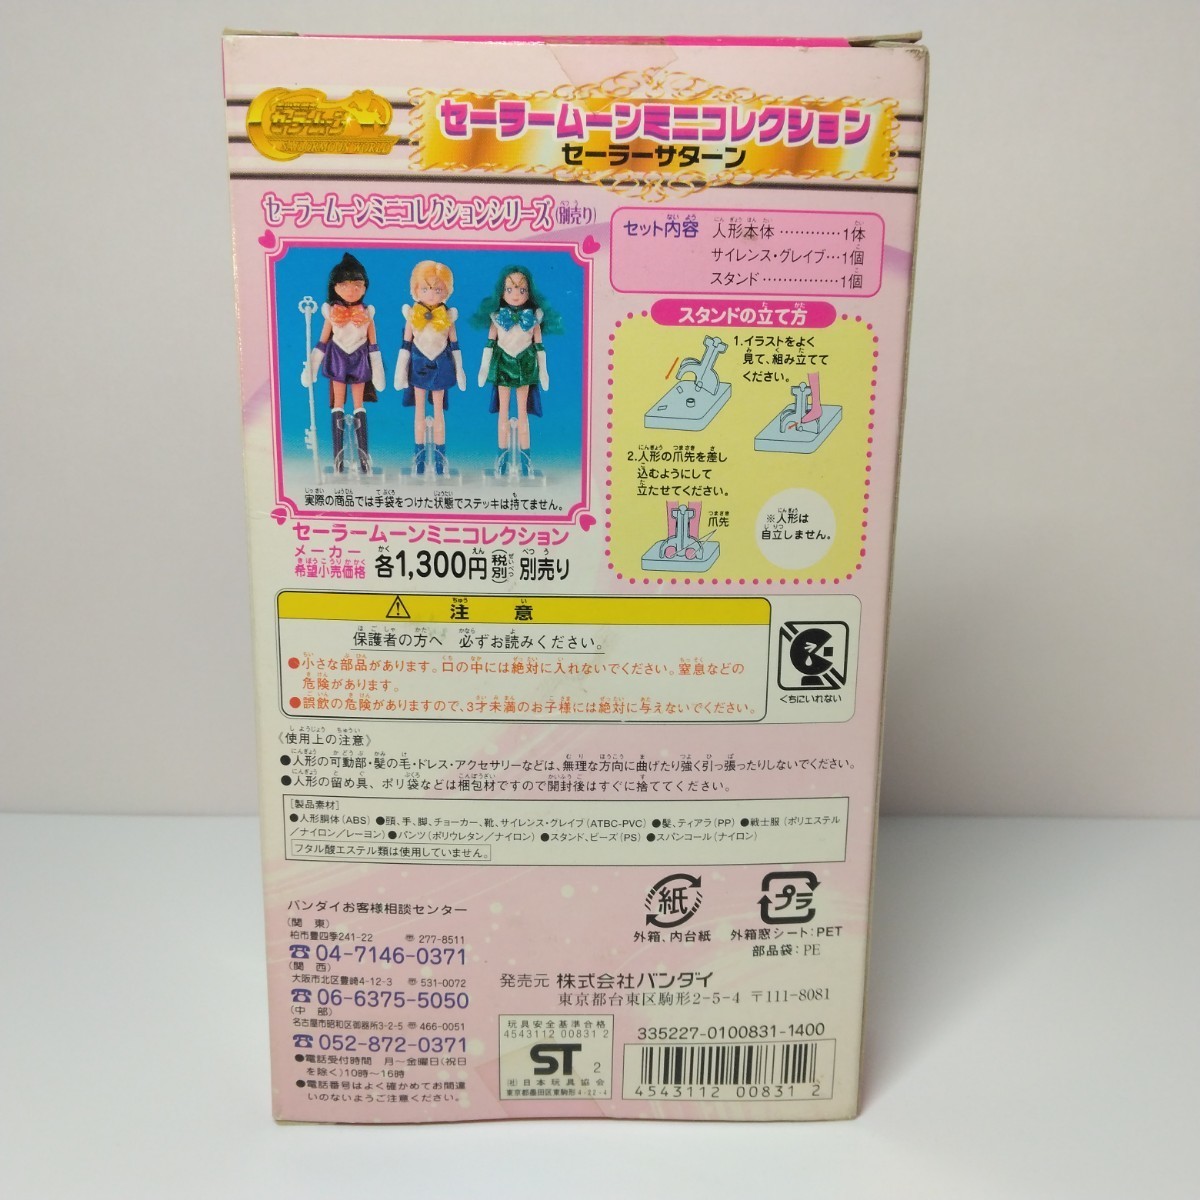 セーラームーン
SAILORMOON WORLD
セーラームーンミニコレクション
セーラーサターン
セーラームーンミニコレクションシリーズ(別売り)
実際の商品では手袋をつけた状態でステッキは持てません。
セーラームーンミニコレクション
メーカー希望小売価格 各1,300円(税別)別売り
セット内容 人形本体…………1体
サイレンス・グレイブ…1個
スタンド……………1個
スタンドの立て方
1.イラストをよく
見て、組み立てて
ください。
2.人形の爪先を差し
込むようにして
立たせてください。
爪先
※人形は
自立しません。
⚠ 注意
保護者の方へ 必ずお読みください。
●小さな部品があります。口の中には絶対に入れないでください。窒息などの
危険があります。
●誤飲の危険がありますので、3才未満のお子様には絶対に与えないでください。
くちにいれない
《使用上の注意》
●人形の可動部・髪の毛・ドレス・アクセサリーなどは、無理な方向に曲げたり強く引っ張ったりしないでください。
●人形の留め具、ポリ袋などは梱包材ですので開封後はすぐに捨ててください。
[製品素材]
●人形胴体(ABS) ●頭、手、脚、チョーカー、靴、サイレンス・グレイブ(ATBC-PVC) ●髪、ティアラ(PP) ●戦士服(ポリエステル
/ナイロン/レーヨン) ●パンツ(ポリウレタン/ナイロン) ●スタンド、ビーズ(PS) ●スパンコール(ナイロン)
フタル酸エステル類は使用していません。
バンダイお客様相談センター
(関東)
柏市豊四季241-22 〒277-8511
☎04-7146-0371
(関西)
大阪市北区豊崎4-12-3 〒531-0072
☎06-6375-5050
(中部)
名古屋市昭和区御器所3-2-5 〒466-0051
☎052-872-0371
●電話受付時間 月〜金曜日(祝日
を除く)10時〜16時
●電話番号はよく確かめてお間違
いのないようご注意ください。
紙
外箱、内台紙
プラ
外箱窓シート:PET
部品袋:PE
発売元 株式会社バンダイ
東京都台東区駒形2-5-4 〒111-8081
玩具安全基準合格
4543112 00831 2
ST 2
(社)日本玩具協会
東京都墨田区東駒形4-22-4
335227-0100831-1400
4543112 00831 2